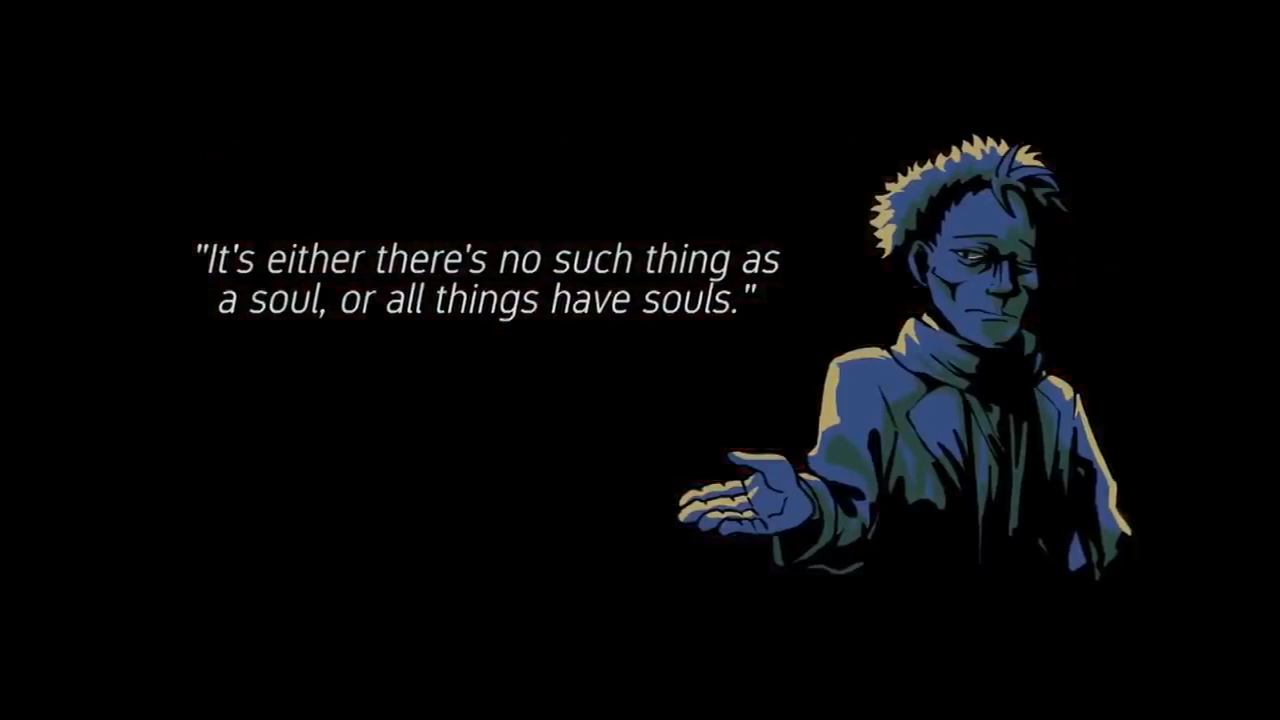 "It's either there's no such thing as
a soul, or all things have souls."